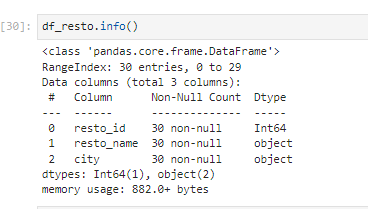 [30]: df_resto.info()
<class 'pandas.core.frame.DataFrame'>
RangeIndex: 30 entries, 0 to 29
Data columns (total 3 columns):
 #   Column      Non-Null Count  Dtype
---  ------      --------------  -----
 0   resto_id    30 non-null     Int64
 1   resto_name  30 non-null     object
 2   city        30 non-null     object
dtypes: Int64(1), object(2)
memory usage: 882.0+ bytes